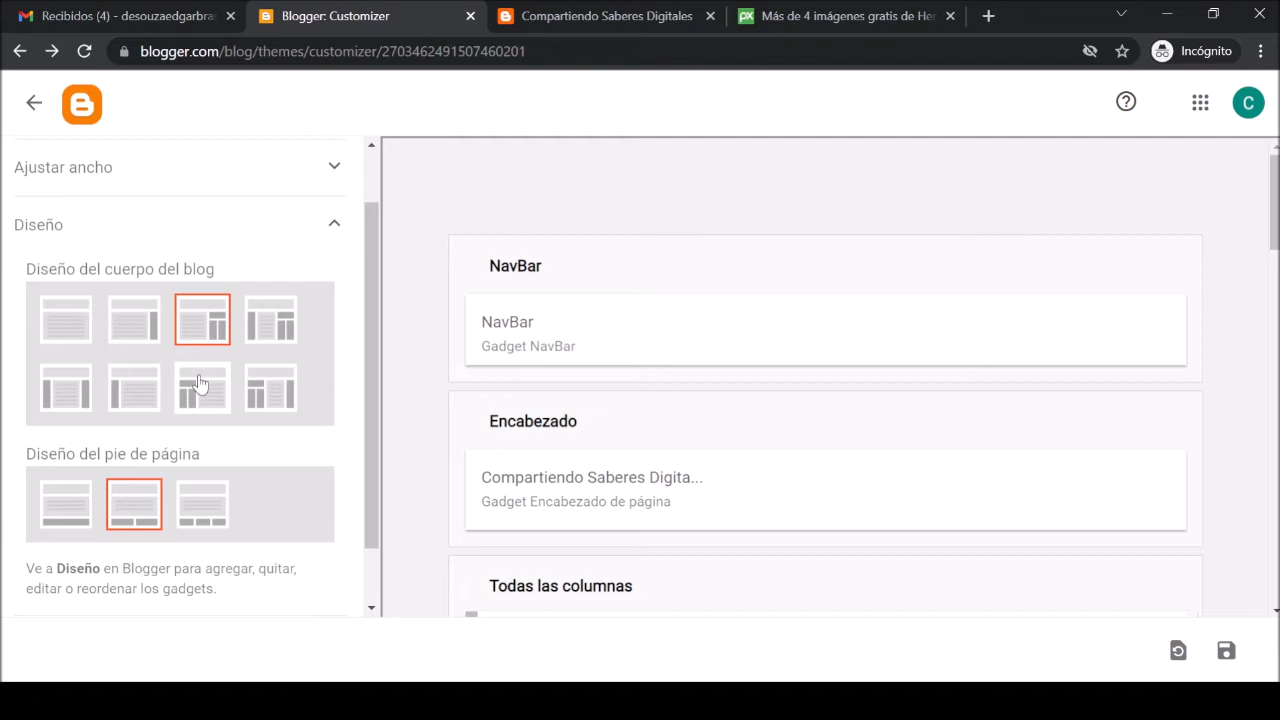 Recibidos (4) - desouzaedgarbras
Blogger: Customizer
Compartiendo Saberes Digitales
Más de 4 imágenes gratis de Her
blogger.com/blog/themes/customizer/2703462491507460201
Incógnito
C
Ajustar ancho
Diseño
Diseño del cuerpo del blog
Diseño del pie de página
Ve a Diseño en Blogger para agregar, quitar,
editar o reordenar los gadgets.
NavBar
NavBar
Gadget NavBar
Encabezado
Compartiendo Saberes Digita...
Gadget Encabezado de página
Todas las columnas